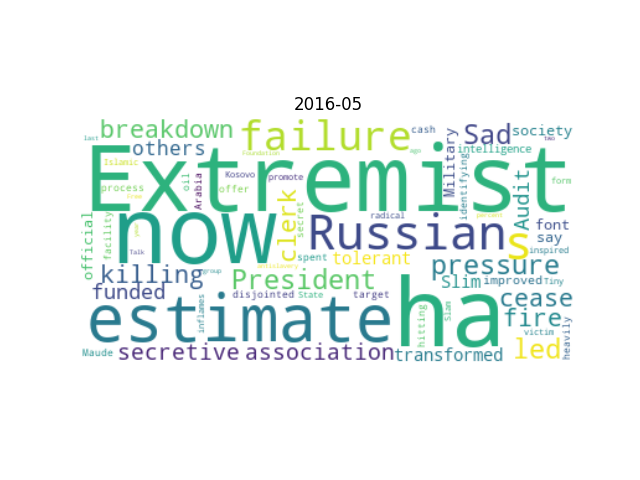 2016-05
breakdown
failure
cash
Sad
society
others
last
Extremist
Military
intelligence
Islamic
Foundation
ago
two
process
oil
Arabia
Kosovo
promote
identifying
Audit
form
offer
now
clerk
secret
radical
Russian
s
font
say
inspired
official
facility
year
Talk
spent
tolerant
pressure
killing
group
President
Slim
improved
Tiny
funded
disjointed
State
target
ha
cease
fire
inflames
estimate
hitting
victim
heavily
Maude
secretive
association
transformed
led